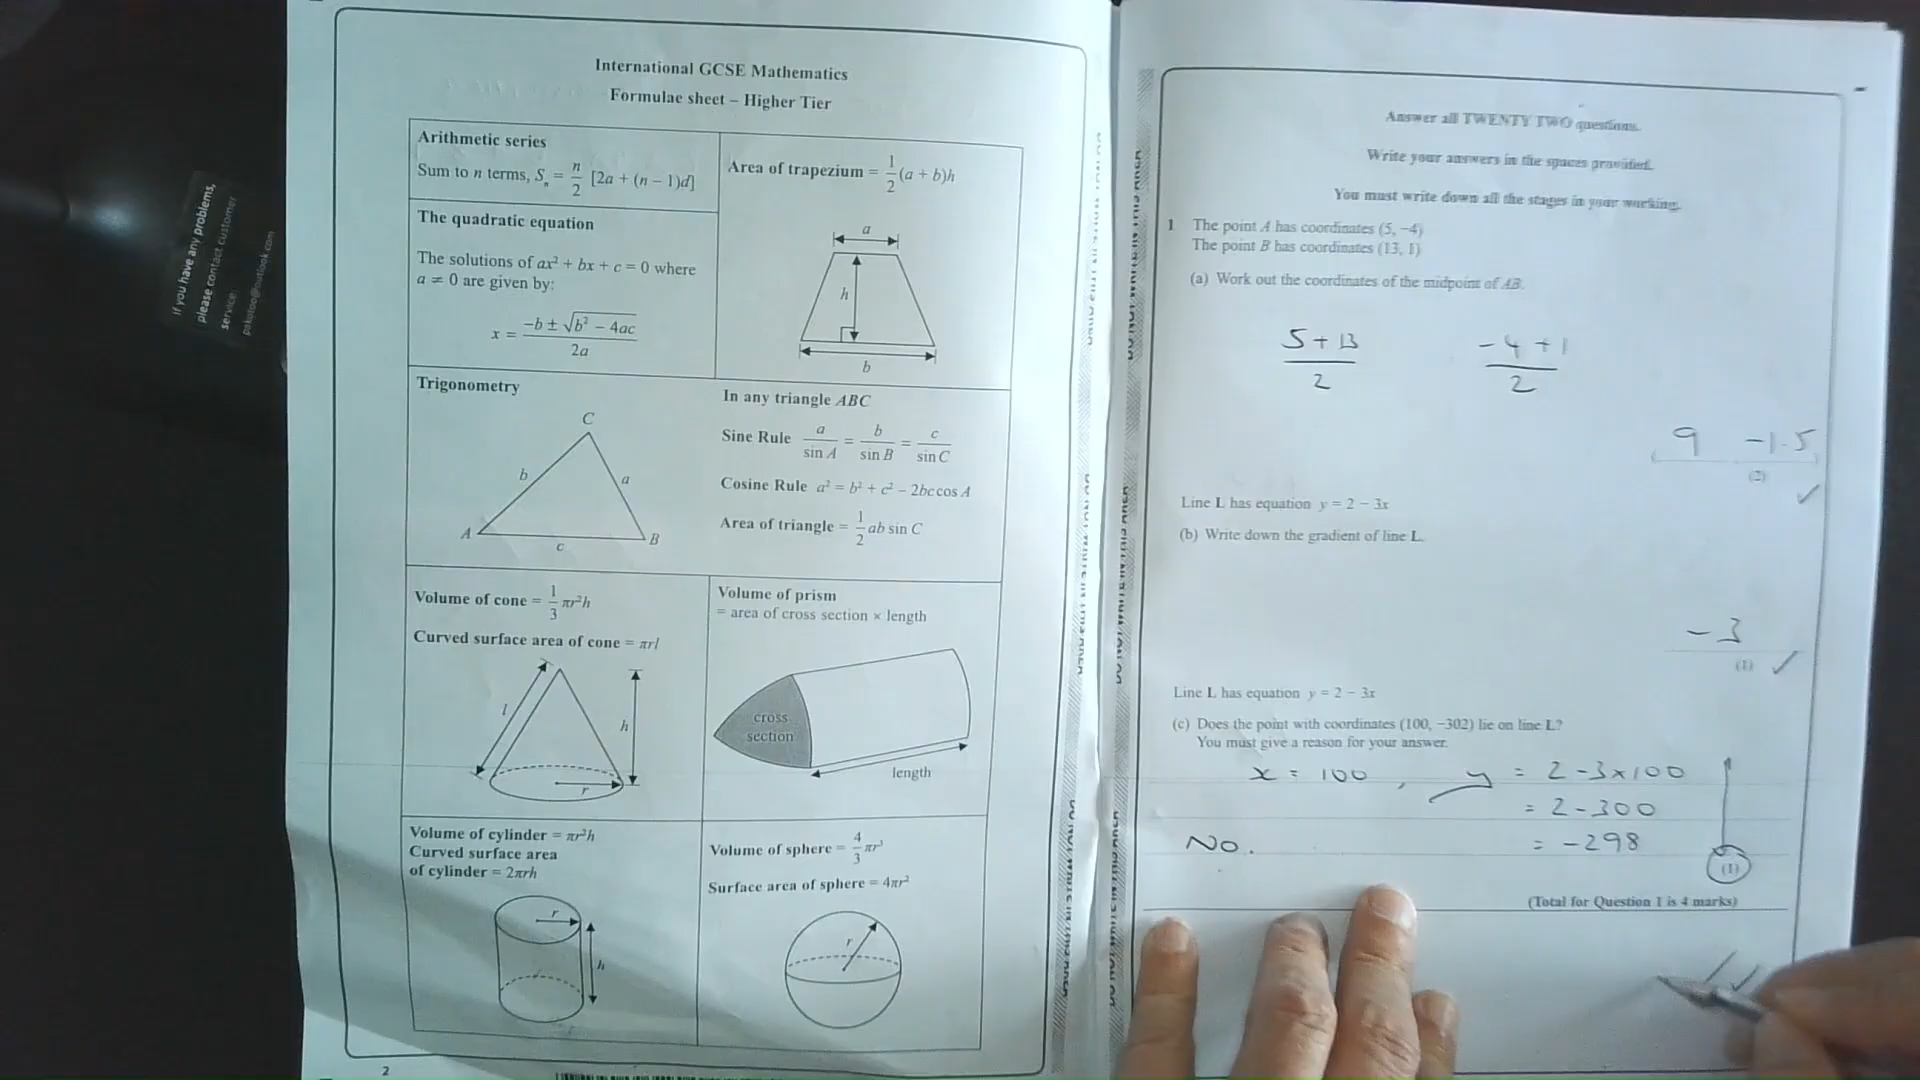 If you have any problems,
please contact customer
service:
International GCSE Mathematics
Formulae sheet – Higher Tier
Arithmetic series
Sum to n terms, Sₙ = n/2 [2a + (n – 1)d]
The quadratic equation
The solutions of ax² + bx + c = 0 where
a ≠ 0 are given by:
x = (-b ± √(b² – 4ac))/2a
Area of trapezium = 1/2 (a + b)h
a
h
b
Trigonometry
C
b
a
A
B
c
In any triangle ABC
Sine Rule a/sin A = b/sin B = c/sin C
Cosine Rule a² = b² + c² – 2bc cos A
Area of triangle = 1/2 ab sin C
Volume of cone = 1/3 πr²h
Curved surface area of cone = πrl
l
h
r
Volume of prism
= area of cross section × length
cross
section
length
Volume of cylinder = πr²h
Curved surface area
of cylinder = 2πrh
r
h
Volume of sphere = 4/3 πr³
Surface area of sphere = 4πr²
r
2
Answer all TWENTY TWO questions.
Write your answers in the spaces provided.
You must write down all the stages in your working.
1 The point A has coordinates (5, –4)
The point B has coordinates (13, 1)
(a) Work out the coordinates of the midpoint of AB.
(5 + 13)/2 (-4 + 1)/2
( 9 -1.5 )
(2)
Line L has equation y = 2 – 3x
(b) Write down the gradient of line L.
-3
(1)
Line L has equation y = 2 – 3x
(c) Does the point with coordinates (100, –302) lie on line L?
You must give a reason for your answer.
x = 100 , y = 2 - 3x100
= 2 - 300
No. = -298
(1)
(Total for Question 1 is 4 marks)